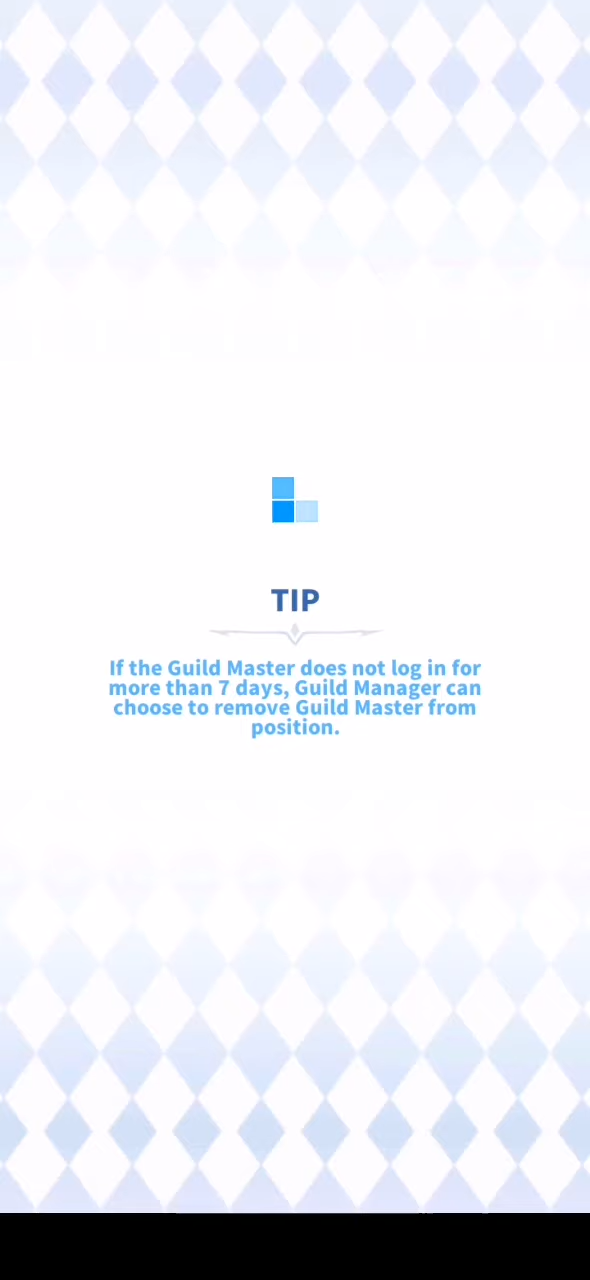 TIP
If the Guild Master does not log in for
more than 7 days, Guild Manager can
choose to remove Guild Master from
position.